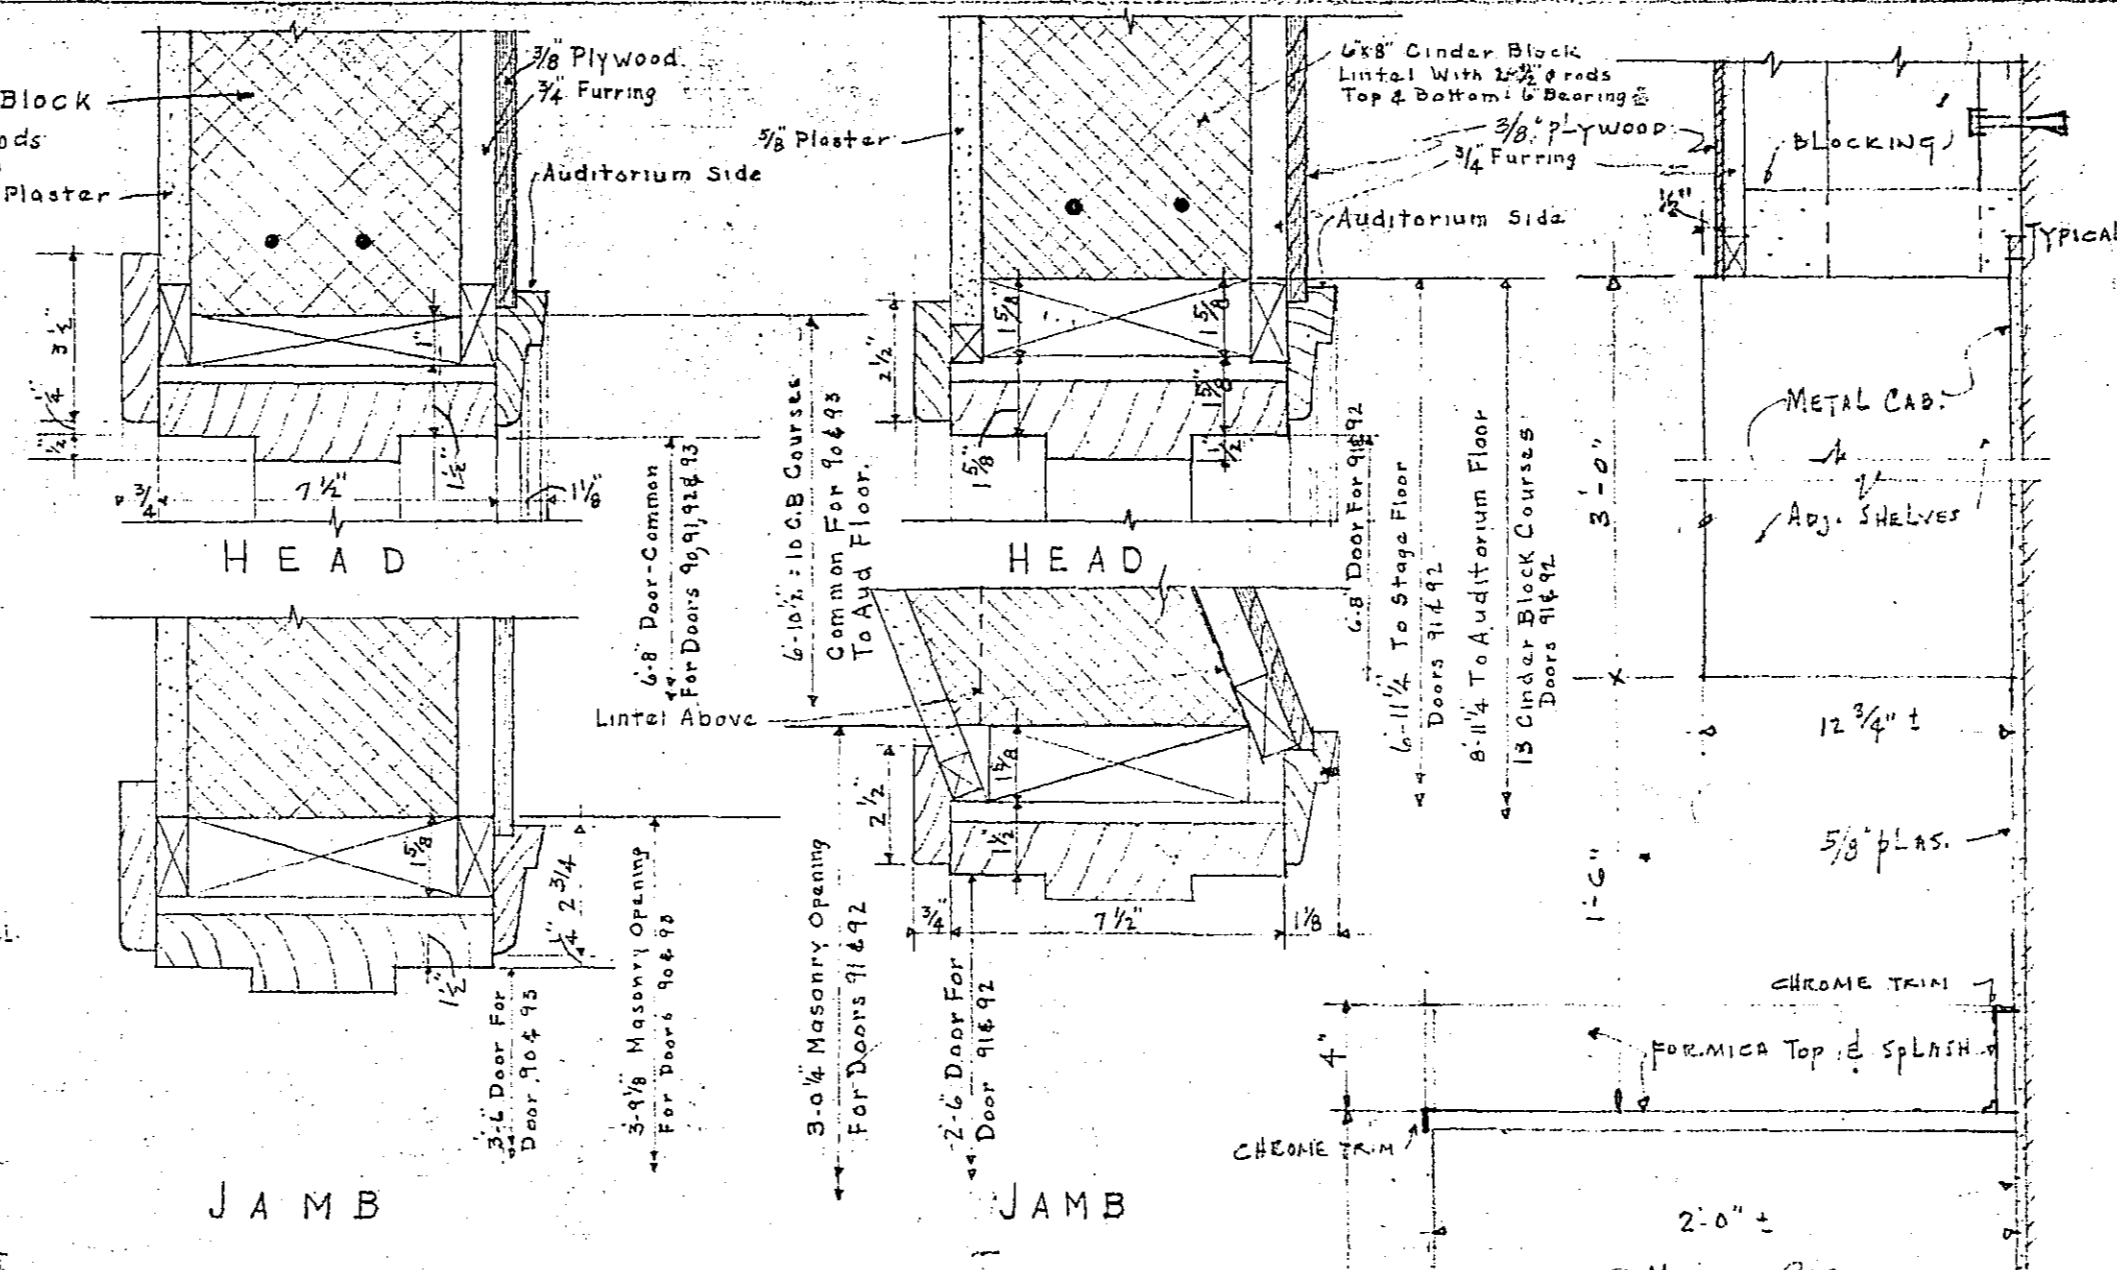 Block
Plaster
3/8" Plywood
3/4" Furring
Auditorium Side
3 1/2"
1/4"
1/2"
1"
1 1/2"
3/4
7 1/2"
1 1/8"
HEAD
6-8" Door-Common
For Doors 90,91,92&93
6-10 1/2" : 10 C.B Courses
Common For 90&93
To Aud Floor.
5/8" Plaster
6"x8" Cinder Block
Lintel With 2-1/2" φ rods
Top & Bottom: 6" Bearing
3/8" PLYWOOD
3/4" Furring
Auditorium Side
2 1/2"
1 5/8"
1 5/8
1 5/8"
1 5/8"
1/2"
HEAD
6-8" Door For 91&92
6-11 1/4" To Stage Floor
Doors 91&92
8-11 1/4 To Auditorium Floor
13 Cinder Block Courses
Doors 91&92
BLOCKING
1 1/2"
TYPICAL
METAL CAB.
ADJ. SHELVES
3'-0"
12 3/4" ±
5/8" PLAS.
1'-6"
CHROME TRIM
FORMICA TOP & SPLASH
4"
CHROME TRIM
2'-0" ±
Lintel Above
1 5/8
2 3/4
1/4"
1 1/2"
3-6" Door For
Door 90&93
3-9 1/8" Masonry Opening
For Doors 90&93
JAMB
2 1/2"
1 5/8
1 1/2"
3/4"
7 1/2"
1 1/8
3-0 1/4" Masonry Opening
For Doors 91&92
2-6" Door For
Door 91&92
JAMB